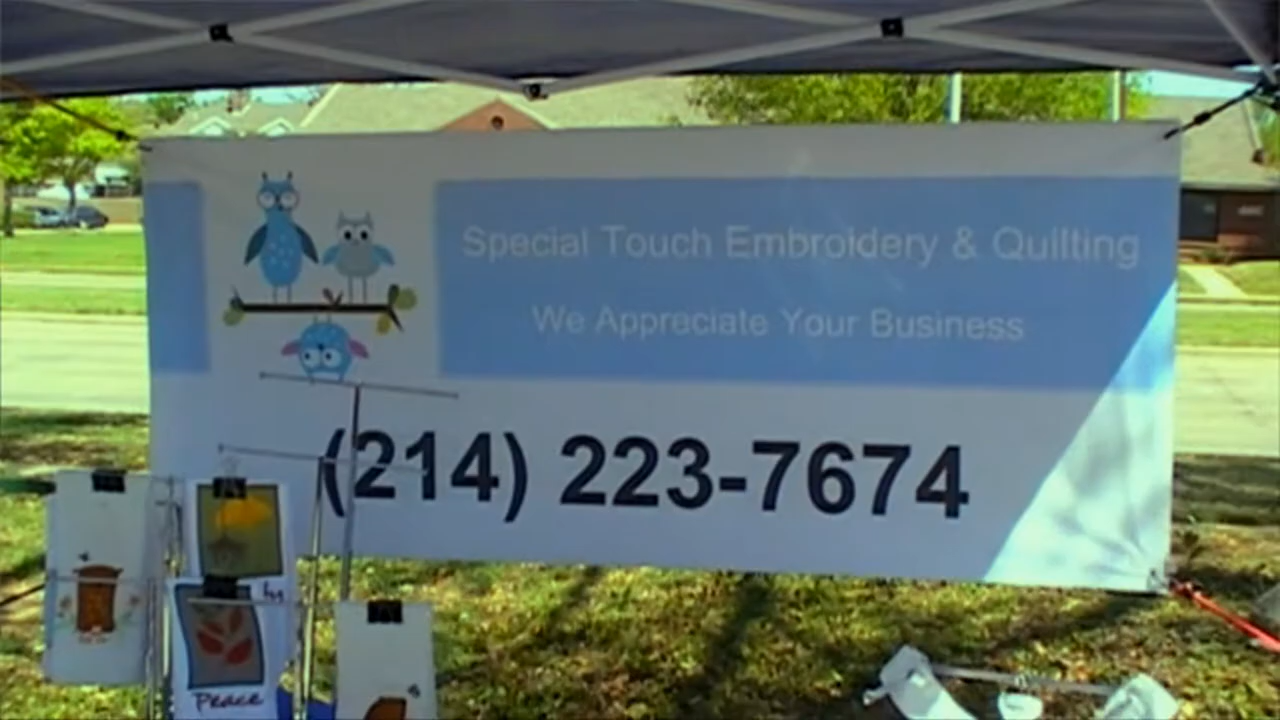 Special Touch Embroidery & Quilting
We Appreciate Your Business
(214) 223-7674
Peace